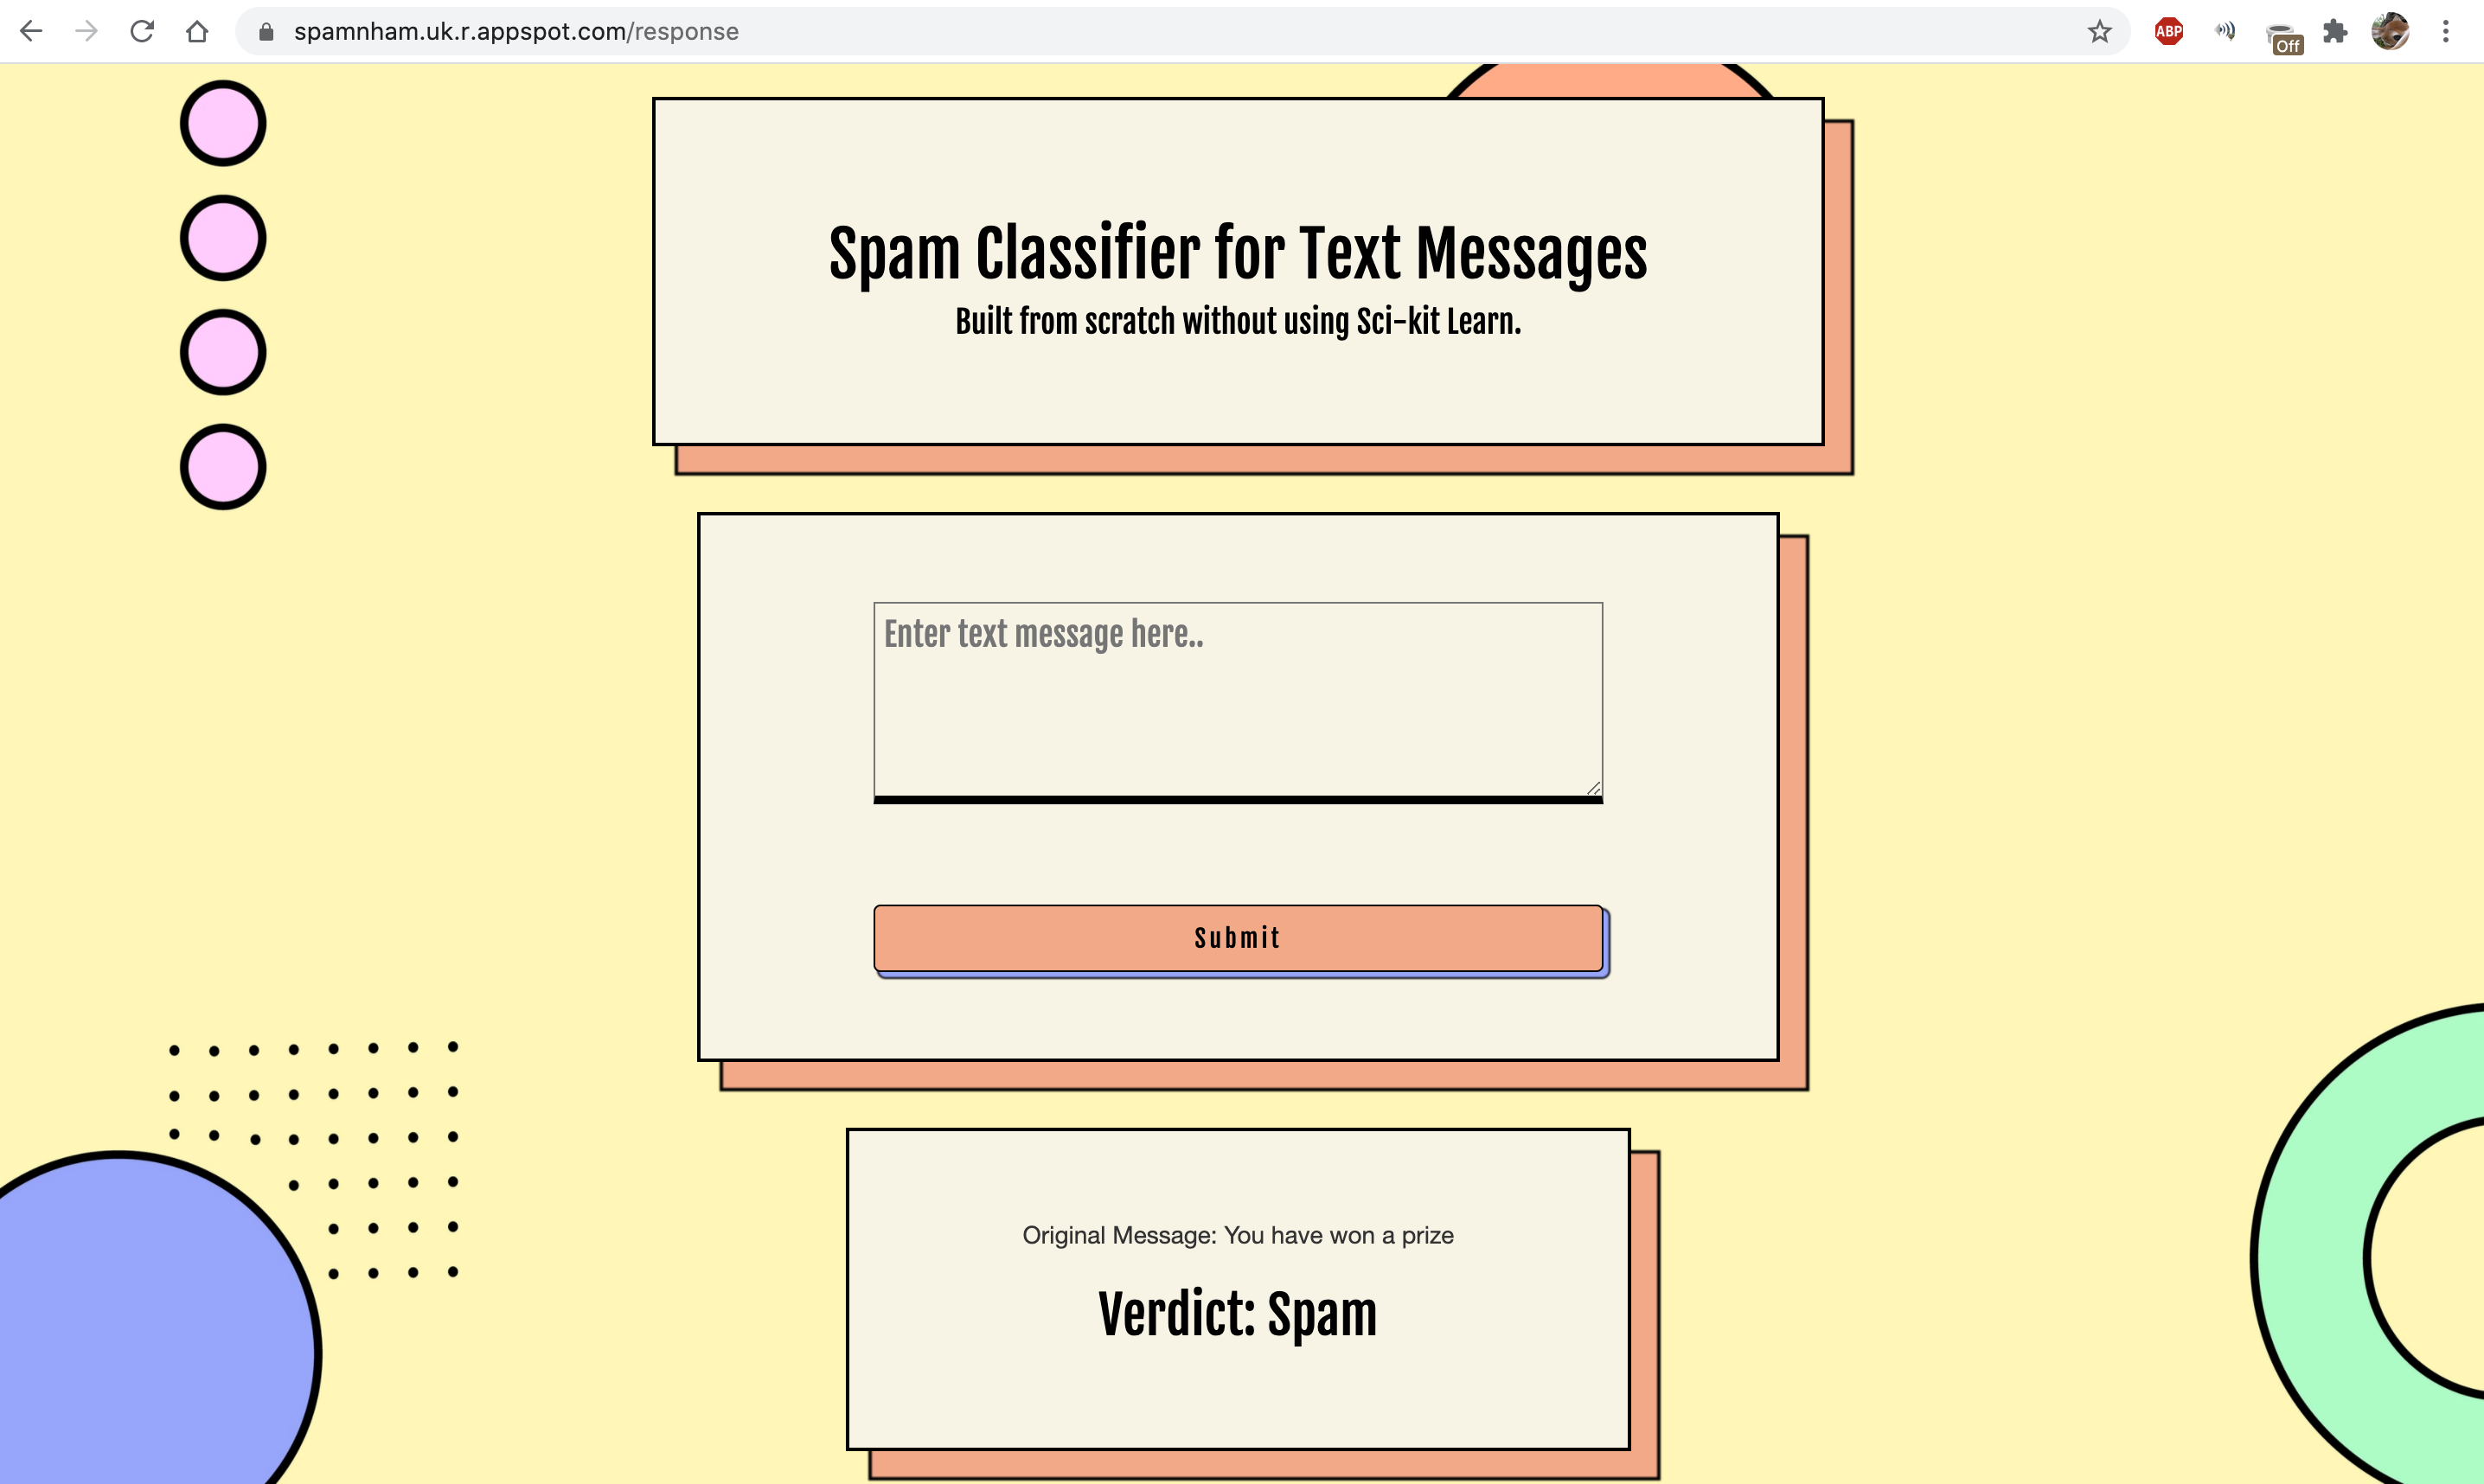 spamnham.uk.r.appspot.com/response
ABP
Off
Spam Classifier for Text Messages
Built from scratch without using Sci-kit Learn.
Enter text message here..
Submit
Original Message: You have won a prize
Verdict: Spam